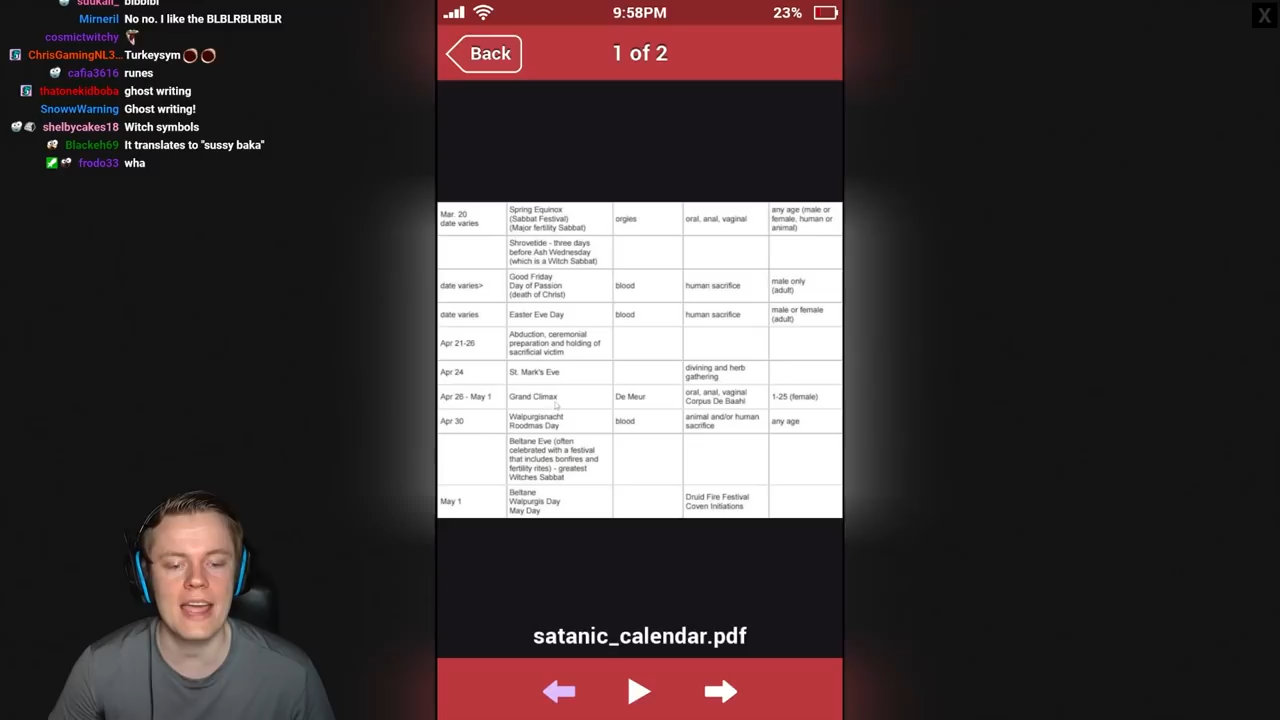 sukali_ bibbibi
Mirneril No no. I like the BLBLRBLRBLR
cosmictwitchy
ChrisGamingNL3... Turkeysym
cafia3616 runes
thatonekidboba ghost writing
SnowwWarning Ghost writing!
shelbycakes18 Witch symbols
Blackeh69 It translates to "sussy baka"
frodo33 wha
9:58PM
23%
X
Back
1 of 2
Mar. 20
date varies
Spring Equinox
(Sabbat Festival)
(Major fertility Sabbat)
orgies
oral, anal, vaginal
any age (male or
female, human or
animal)
Shrovetide - three days
before Ash Wednesday
(which is a Witch Sabbat)
date varies>
Good Friday
Day of Passion
(death of Christ)
blood
human sacrifice
male only
(adult)
date varies
Easter Eve Day
blood
human sacrifice
male or female
(adult)
Apr 21-26
Abduction, ceremonial
preparation and holding of
sacrificial victim
Apr 24
St. Mark's Eve
divining and herb
gathering
Apr 26 - May 1
Grand Climax
De Meur
oral, anal, vaginal
Corpus De Baahl
1-25 (female)
Apr 30
Walpurgisnacht
Roodmas Day
blood
animal and/or human
sacrifice
any age
Beltane Eve (often
celebrated with a festival
that includes bonfires and
fertility rites) - greatest
Witches Sabbat
May 1
Beltane
Walpurgis Day
May Day
Druid Fire Festival
Coven Initiations
satanic_calendar.pdf